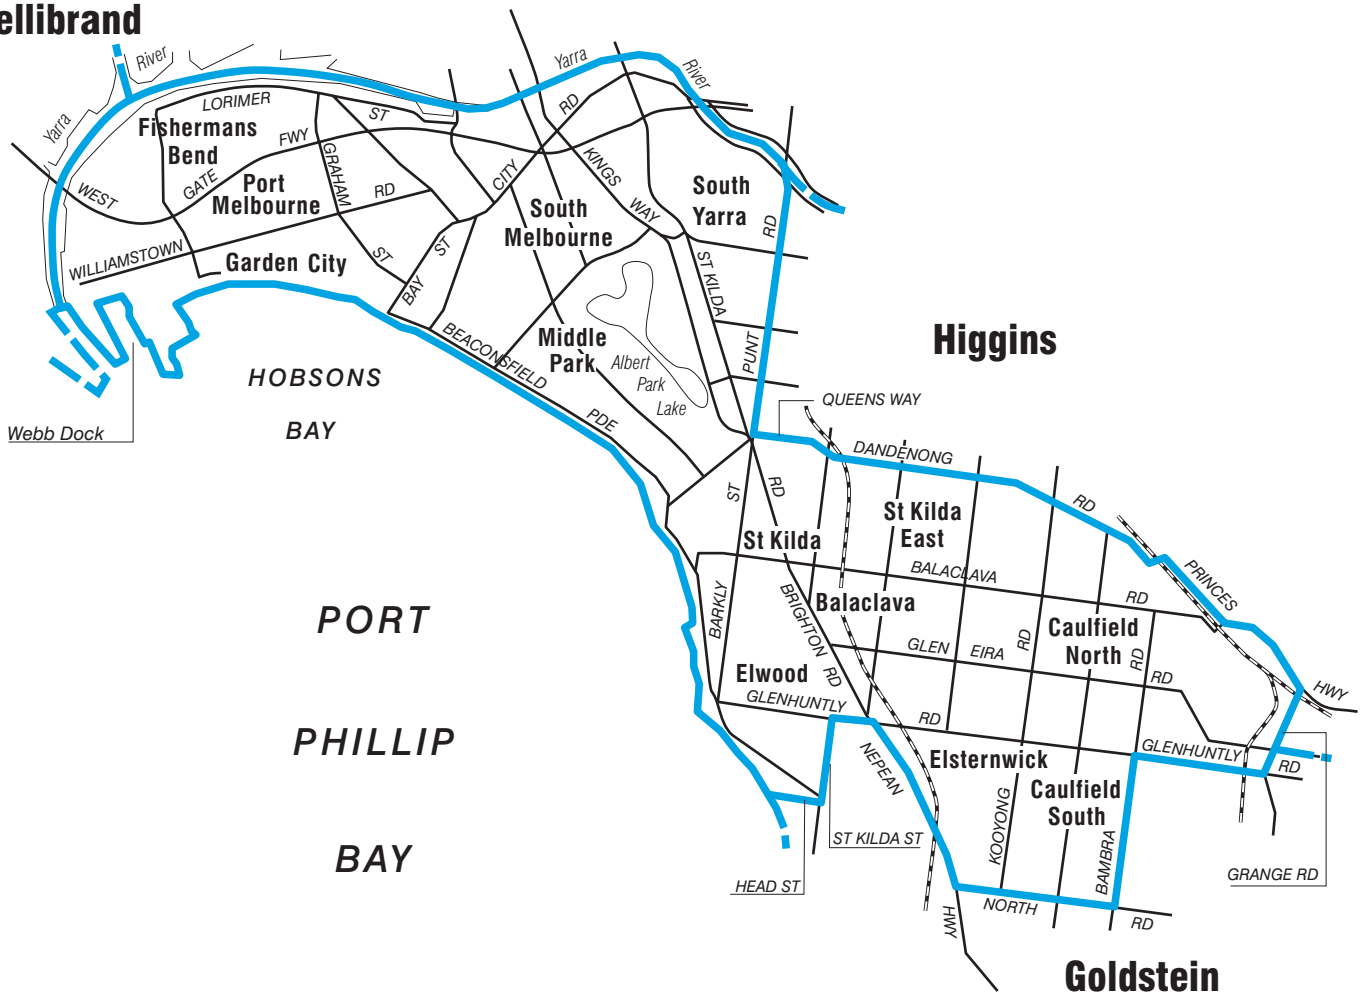 ellibrand
River
Yarra
Yarra
River
LORIMER
ST
Fishermans
Bend
FWY
GATE
WEST
GRAHAM
ST
Port
Melbourne
RD
WILLIAMSTOWN
Garden City
CITY
RD
KINGS
WAY
South
Melbourne
South
Yarra
RD
PUNT
ST KILDA
RD
BAY
ST
BEACONSFIELD
PDE
Middle
Park
Albert
Park
Lake
Higgins
HOBSONS
BAY
Webb Dock
QUEENS WAY
DANDENONG
RD
PRINCES
HWY
ST
BARKLY
St Kilda
St Kilda
East
BALACLAVA
RD
Balaclava
BRIGHTON
RD
GLEN
EIRA
RD
RD
Caulfield
North
RD
PORT
PHILLIP
BAY
Elwood
GLENHUNTLY
RD
GLENHUNTLY
RD
NEPEAN
HWY
Elsternwick
Caulfield
South
KOOYONG
BAMBRA
ST KILDA ST
HEAD ST
GRANGE RD
NORTH
RD
Goldstein